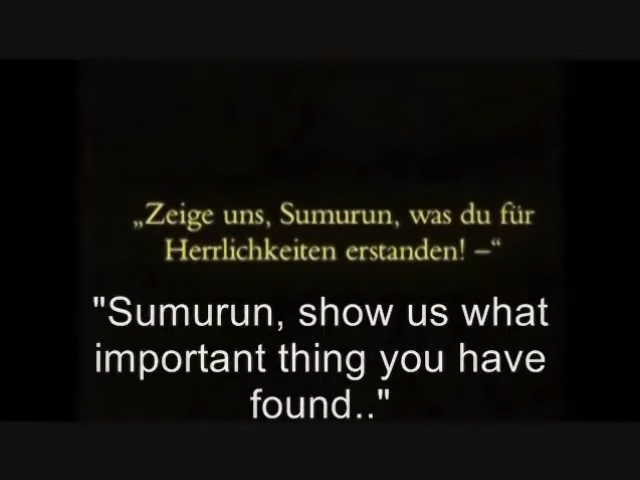 „Zeige uns, Sumurun, was du für
Herrlichkeiten erstanden! –“
"Sumurun, show us what
important thing you have
found.."